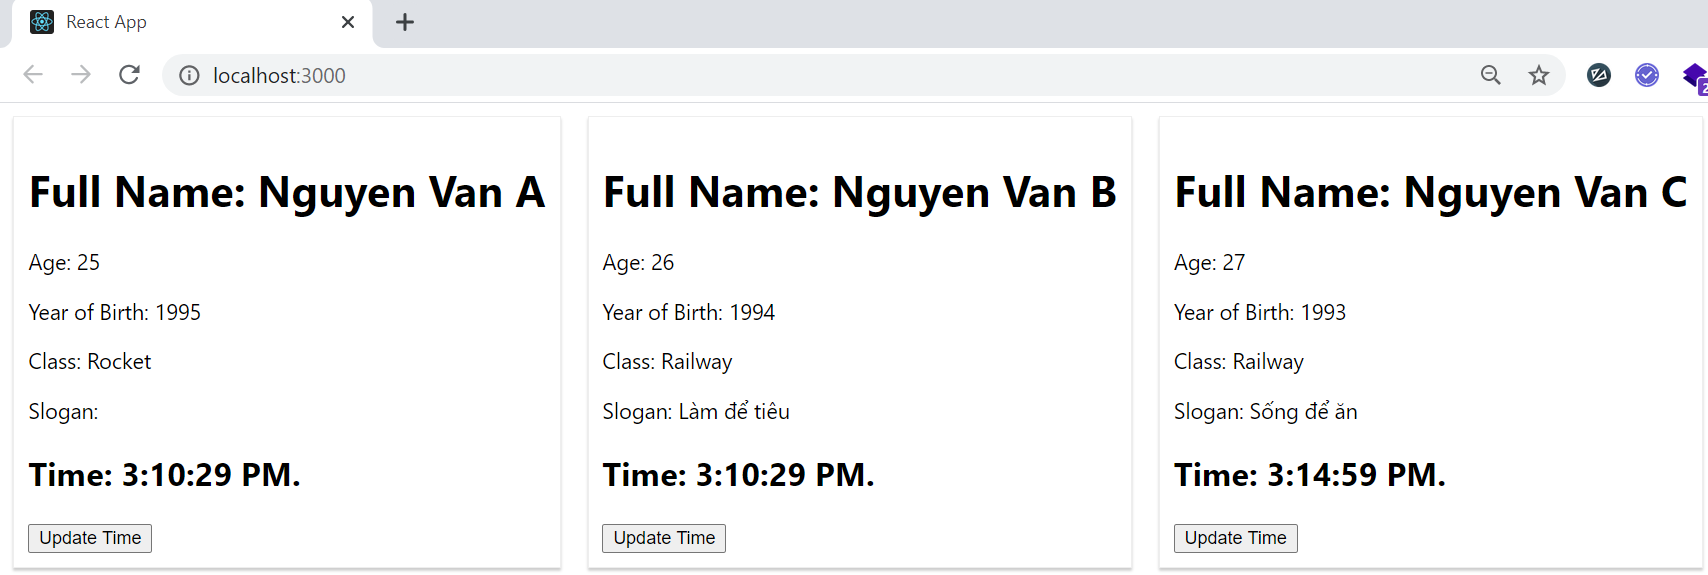 React App
localhost:3000
2
Full Name: Nguyen Van A
Age: 25
Year of Birth: 1995
Class: Rocket
Slogan:
Time: 3:10:29 PM.
Update Time
Full Name: Nguyen Van B
Age: 26
Year of Birth: 1994
Class: Railway
Slogan: Làm để tiêu
Time: 3:10:29 PM.
Update Time
Full Name: Nguyen Van C
Age: 27
Year of Birth: 1993
Class: Railway
Slogan: Sống để ăn
Time: 3:14:59 PM.
Update Time